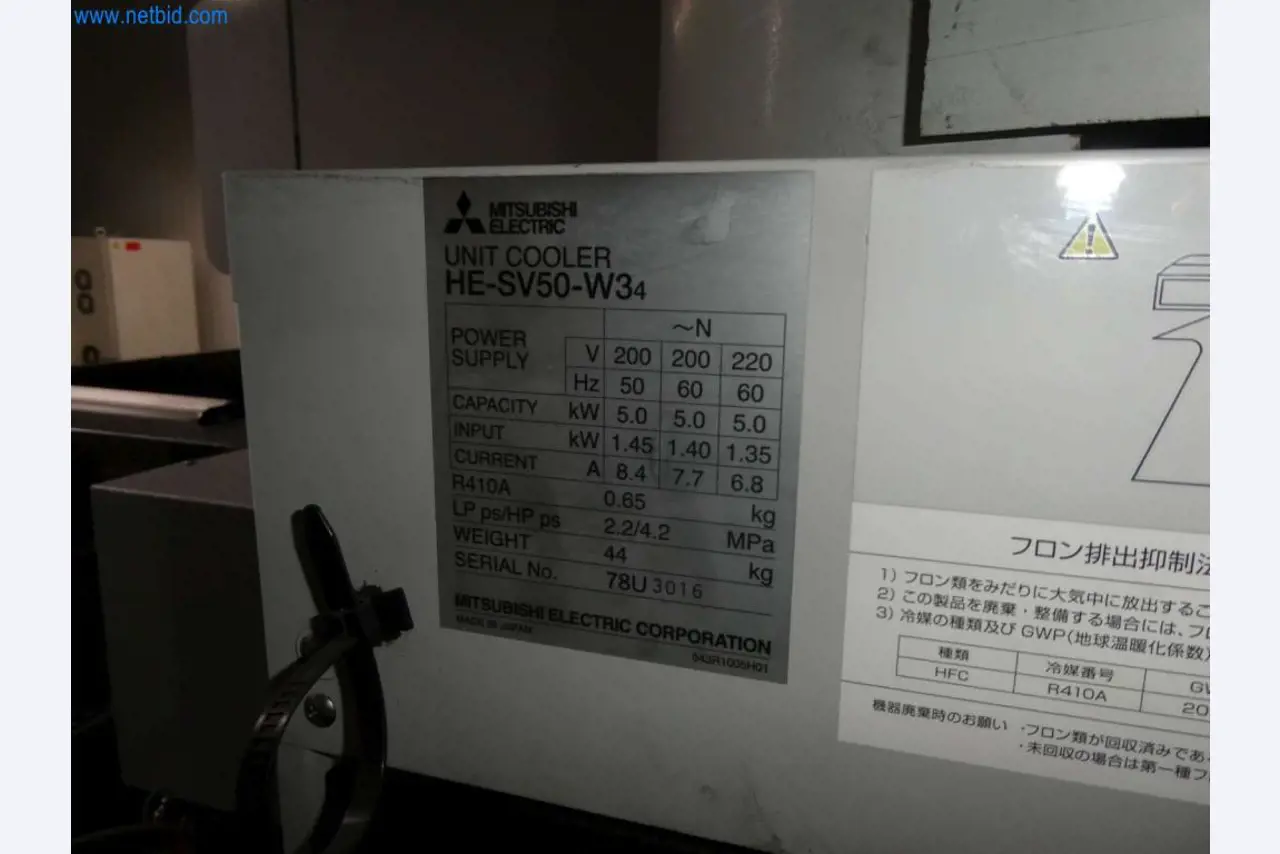 www.netbid.com
MITSUBISHI
ELECTRIC
UNIT COOLER
HE-SV50-W34
POWER SUPPLY ～N
V 200 200 220
Hz 50 60 60
CAPACITY kW 5.0 5.0 5.0
INPUT kW 1.45 1.40 1.35
CURRENT A 8.4 7.7 6.8
R410A 0.65 kg
LP ps/HP ps 2.2/4.2 MPa
WEIGHT 44 kg
SERIAL No. 78U 3016
MITSUBISHI ELECTRIC CORPORATION
MADE IN JAPAN
フロン排出抑制法
1) フロン類をみだりに大気中に放出するこ
2) この製品を廃棄・整備する場合には、フロ
3) 冷媒の種類及び GWP(地球温暖化係数)
種類 冷媒番号 GW
HFC R410A 20
機器廃棄時のお願い ・フロン類が回収済みであ
・未回収の場合は第一種フ